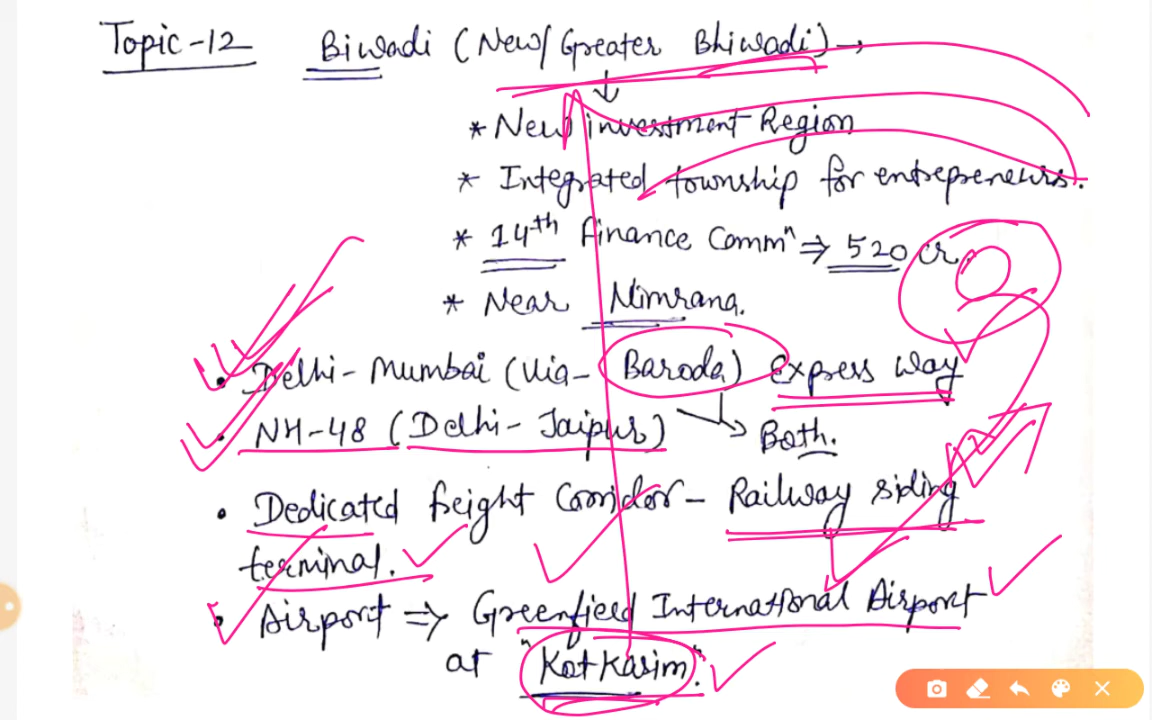 Topic-12 Biwadi (New/Greater Bhiwadi) →
↓
* New investment Region
* Integrated township for entrepreneurs.
* 14th Finance Commⁿ ⇒ 520 cr.
* Near Nimrana.
• Delhi - Mumbai (Via - Baroda) Express Way
• NH-48 (Delhi - Jaipur) → Both.
• Dedicated freight Corridor - Railway siding
terminal.
• Airport ⇒ Greenfield International Airport
at "KotKasim".